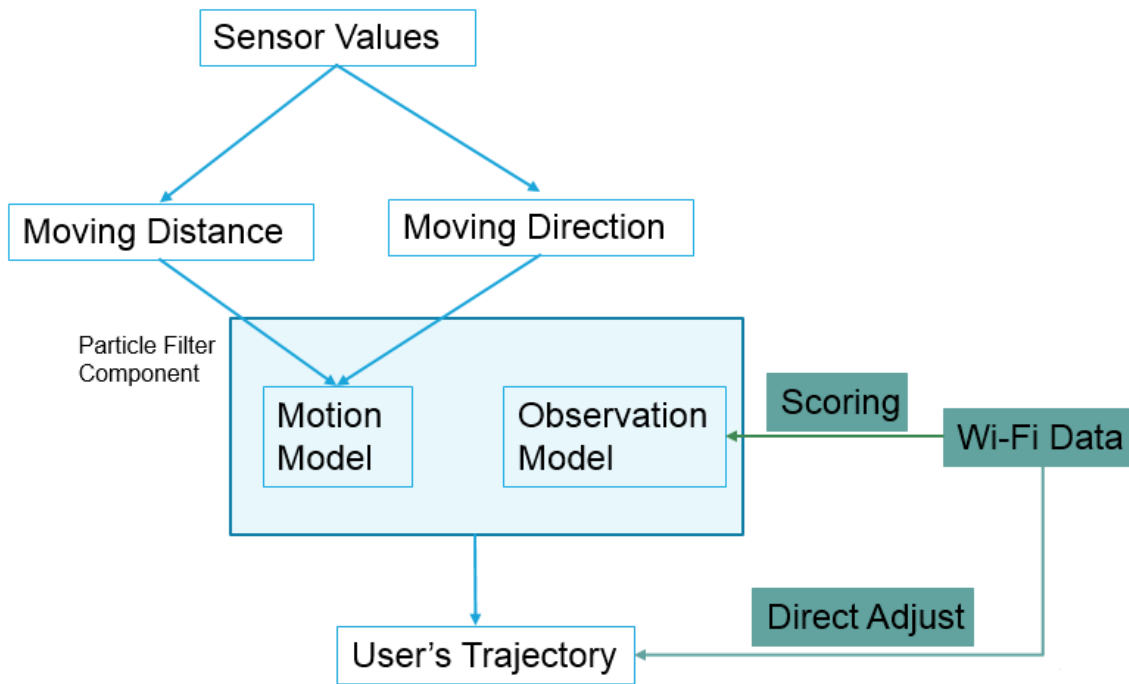 Sensor Values
Moving Distance
Moving Direction
Particle Filter
Component
Motion
Model
Observation
Model
Scoring
Wi-Fi Data
Direct Adjust
User’s Trajectory